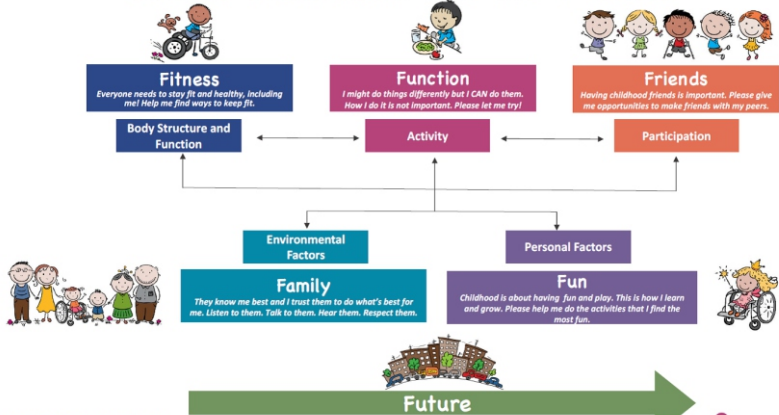 Fitness
Everyone needs to stay fit and healthy, including
me! Help me find ways to keep fit.
Function
I might do things differently but I CAN do them.
How I do it is not important. Please let me try!
Friends
Having childhood friends is important. Please give
me opportunities to make friends with my peers.
Body Structure and
Function
Activity
Participation
Environmental
Factors
Personal Factors
Family
They know me best and I trust them to do what's best for
me. Listen to them. Talk to them. Hear them. Respect them.
Fun
Childhood is about having fun and play. This is how I learn
and grow. Please help me do the activities that I find the
most fun.
Future